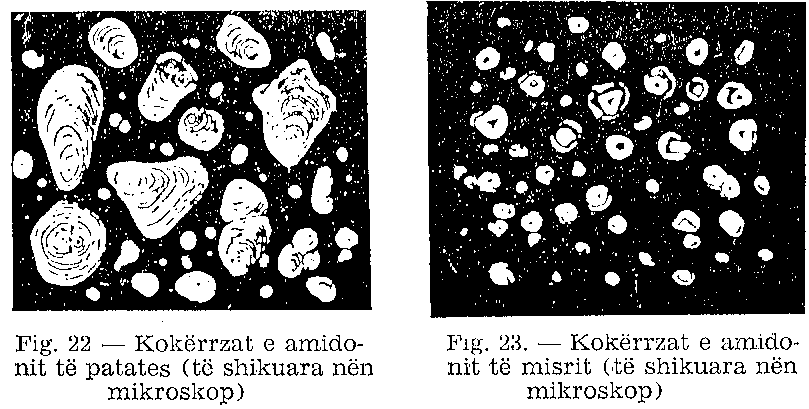 Fig. 22 — Kokërrzat e amido-
nit të patates (të shikuara nën
mikroskop)
Fig. 23. — Kokërrzat e amido-
nit të misrit (të shikuara nën
mikroskop)